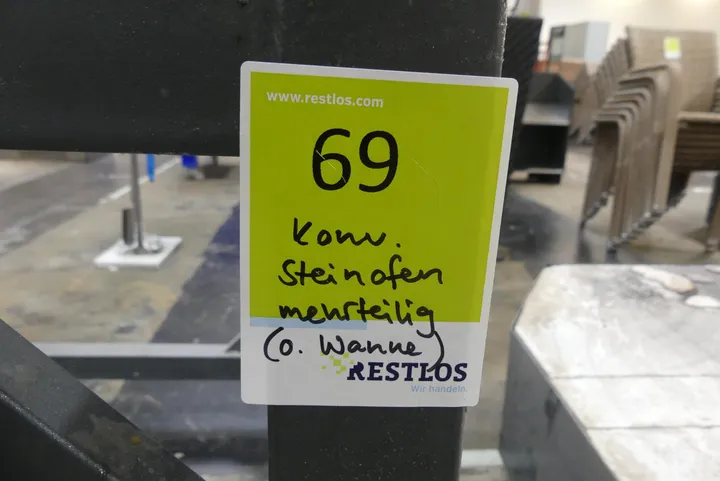 www.restlos.com
69
Konv.
Steinofen
mehrteilig
(o. Wanne)
RESTLOS
Wir handeln.